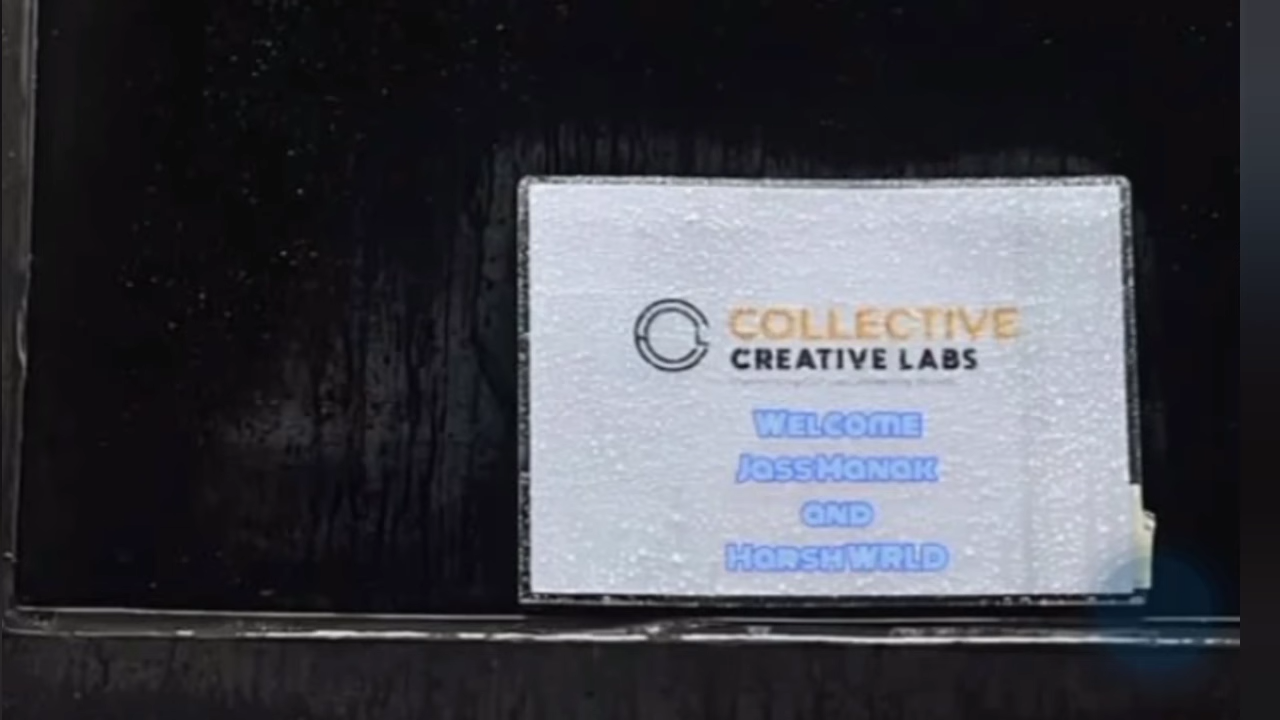 COLLECTIVE
CREATIVE LABS
WELCOME
JassManak
AND
HarshWRLD